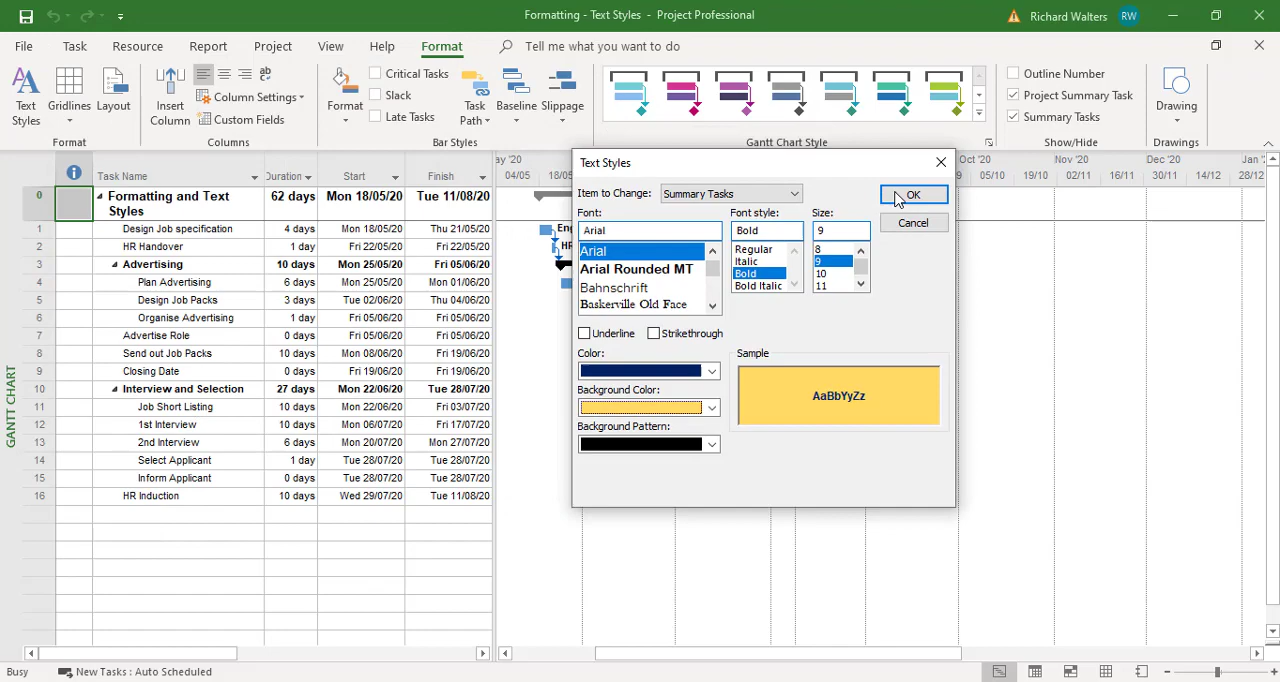 Formatting - Text Styles - Project Professional
Richard Walters RW
File Task Resource Report Project View Help Format Tell me what you want to do
Text Styles
Gridlines
Layout
Format
Insert Column
Column Settings
Custom Fields
Columns
Format
Critical Tasks
Slack
Late Tasks
Task Path
Baseline
Slippage
Bar Styles
Gantt Chart Style
Outline Number
Project Summary Task
Summary Tasks
Show/Hide
Drawing
Drawings
Task Name Duration Start Finish
0 Formatting and Text Styles 62 days Mon 18/05/20 Tue 11/08/20
1 Design Job specification 4 days Mon 18/05/20 Thu 21/05/20
2 HR Handover 1 day Fri 22/05/20 Fri 22/05/20
3 Advertising 10 days Mon 25/05/20 Fri 05/06/20
4 Plan Advertising 6 days Mon 25/05/20 Mon 01/06/20
5 Design Job Packs 3 days Tue 02/06/20 Thu 04/06/20
6 Organise Advertising 1 day Fri 05/06/20 Fri 05/06/20
7 Advertise Role 0 days Fri 05/06/20 Fri 05/06/20
8 Send out Job Packs 10 days Mon 08/06/20 Fri 19/06/20
9 Closing Date 0 days Fri 19/06/20 Fri 19/06/20
10 Interview and Selection 27 days Mon 22/06/20 Tue 28/07/20
11 Job Short Listing 10 days Mon 22/06/20 Fri 03/07/20
12 1st Interview 10 days Mon 06/07/20 Fri 17/07/20
13 2nd Interview 6 days Mon 20/07/20 Mon 27/07/20
14 Select Applicant 1 day Tue 28/07/20 Tue 28/07/20
15 Inform Applicant 0 days Tue 28/07/20 Tue 28/07/20
16 HR Induction 10 days Wed 29/07/20 Tue 11/08/20
GANTT CHART
ay '20 Oct '20 Nov '20 Dec '20 Jan '
04/05 18/05 05/10 19/10 02/11 16/11 30/11 14/12 28/12
Text Styles
Item to Change: Summary Tasks
OK
Cancel
Font: Font style: Size:
Arial Bold 9
Arial
Arial Rounded MT
Bahnschrift
Baskerville Old Face
Regular
Italic
Bold
Bold Italic
8
9
10
11
Underline Strikethrough
Color:
Background Color:
Background Pattern:
Sample
AaBbYyZz
Busy New Tasks : Auto Scheduled